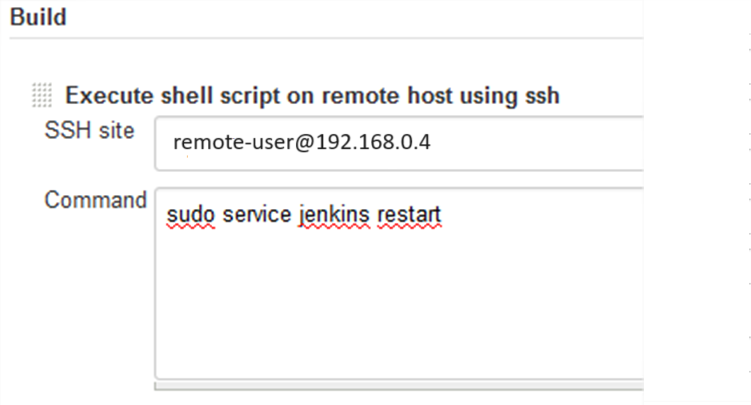 Build
Execute shell script on remote host using ssh
SSH site
remote-user@192.168.0.4
Command
sudo service jenkins restart